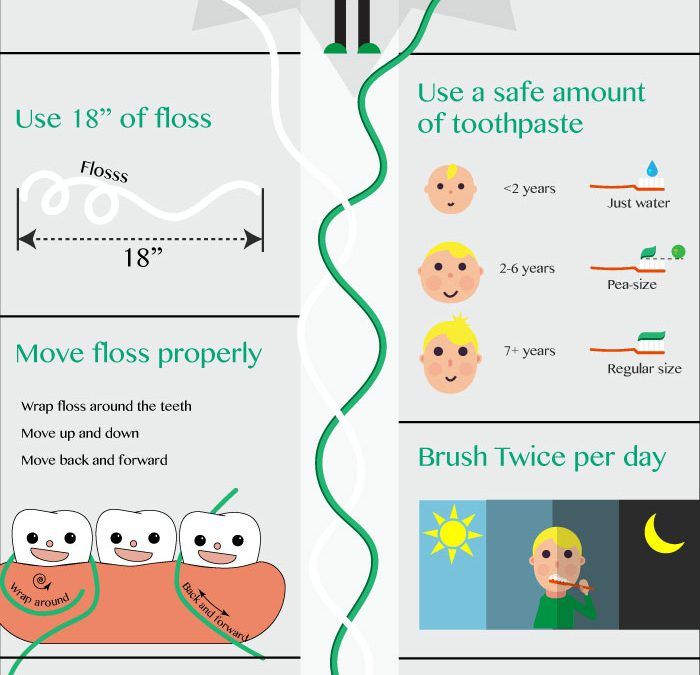 Use 18” of floss
Flosss
18”
Move floss properly
Wrap floss around the teeth
Move up and down
Move back and forward
Wrap around
Back and forward
Use a safe amount
of toothpaste
<2 years
Just water
2-6 years
Pea-size
7+ years
Regular size
Brush Twice per day